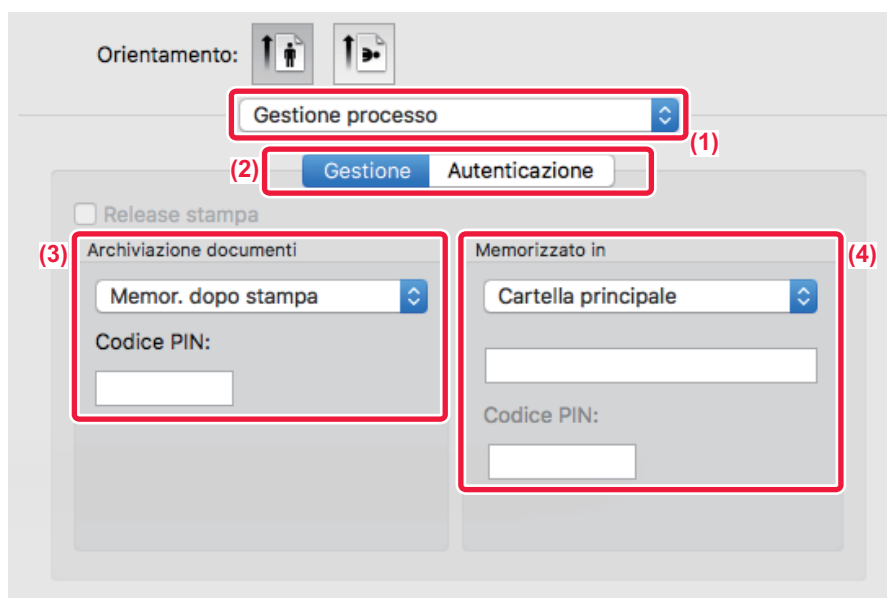 Orientamento:
Gestione processo
(1)
(2)
Gestione Autenticazione
Release stampa
(3)
Archiviazione documenti
Memorizzato in
(4)
Memor. dopo stampa
Cartella principale
Codice PIN:
Codice PIN: